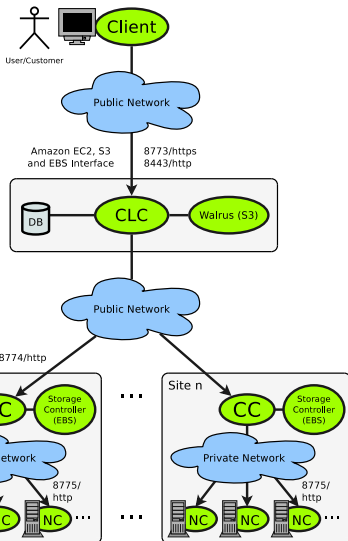 Client
User/Customer
Public Network
Amazon EC2, S3
and EBS Interface
8773/https
8443/http
DB
CLC
Walrus (S3)
Public Network
8774/http
Site n
C
Storage
Controller
(EBS)
...
CC
Storage
Controller
(EBS)
etwork
Private Network
8775/
http
8775/
http
C
NC
...
...
NC
NC
NC
...